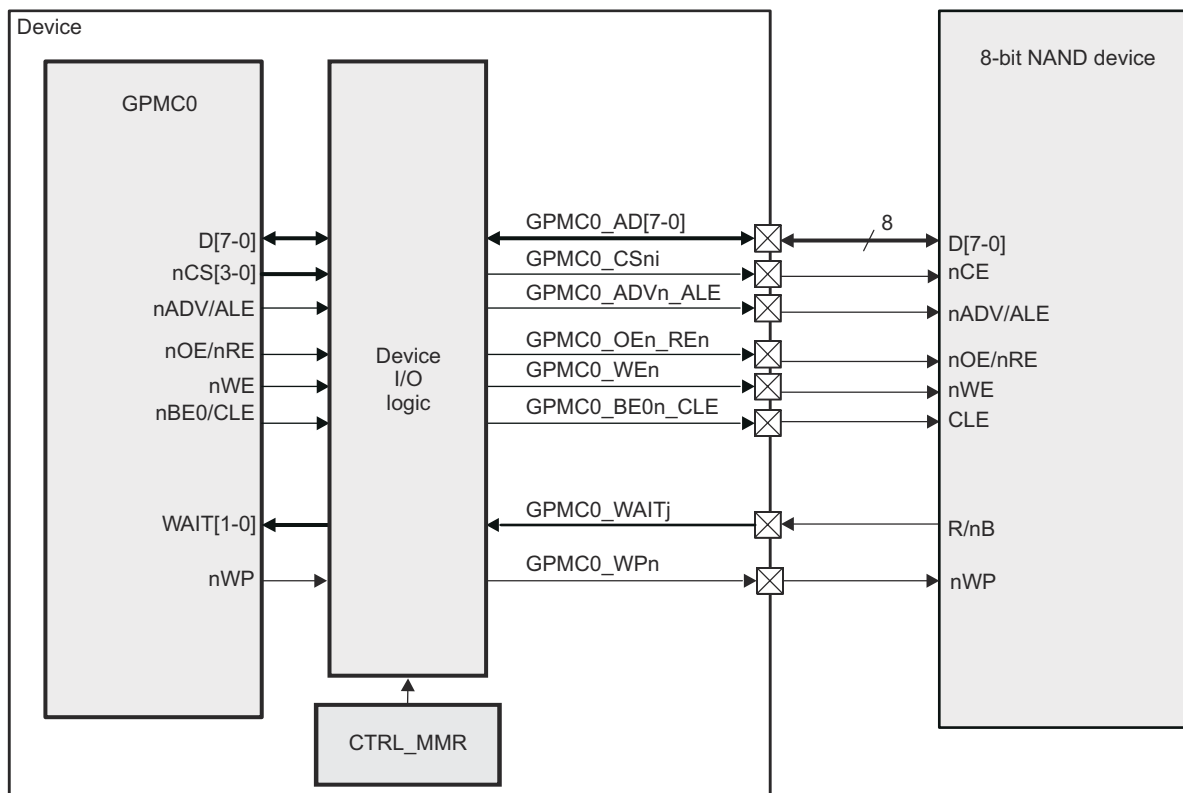 Device
8-bit NAND device
GPMC0
D[7-0]
nCS[3-0]
nADV/ALE
nOE/nRE
nWE
nBE0/CLE
WAIT[1-0]
nWP
Device
I/O
logic
CTRL_MMR
GPMC0_AD[7-0]
GPMC0_CSni
GPMC0_ADVn_ALE
GPMC0_OEn_REn
GPMC0_WEn
GPMC0_BE0n_CLE
GPMC0_WAITj
GPMC0_WPn
8
D[7-0]
nCE
nADV/ALE
nOE/nRE
nWE
CLE
R/nB
nWP